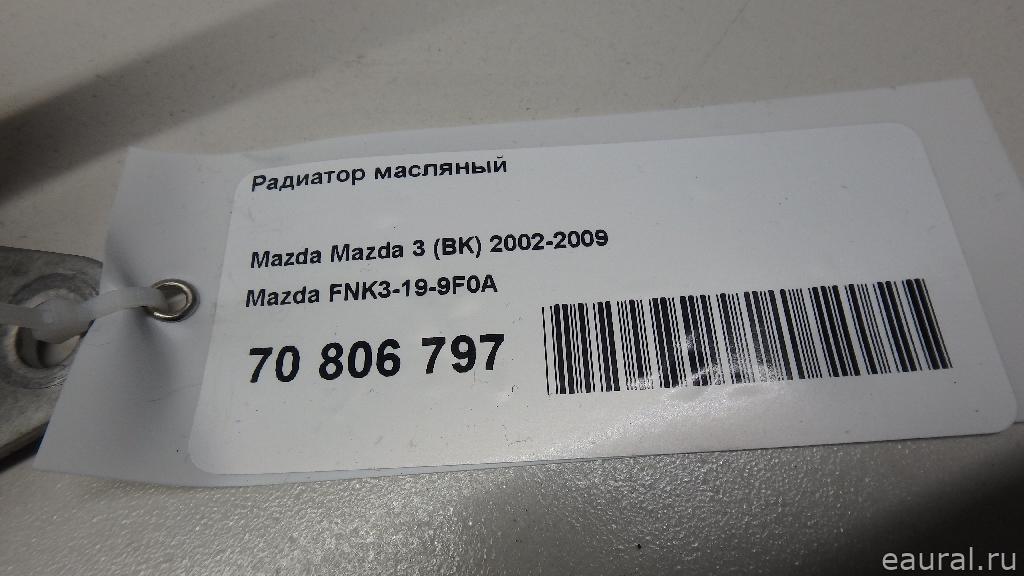 Радиатор масляный
Mazda Mazda 3 (BK) 2002-2009
Mazda FNK3-19-9F0A
70 806 797
eaural.ru